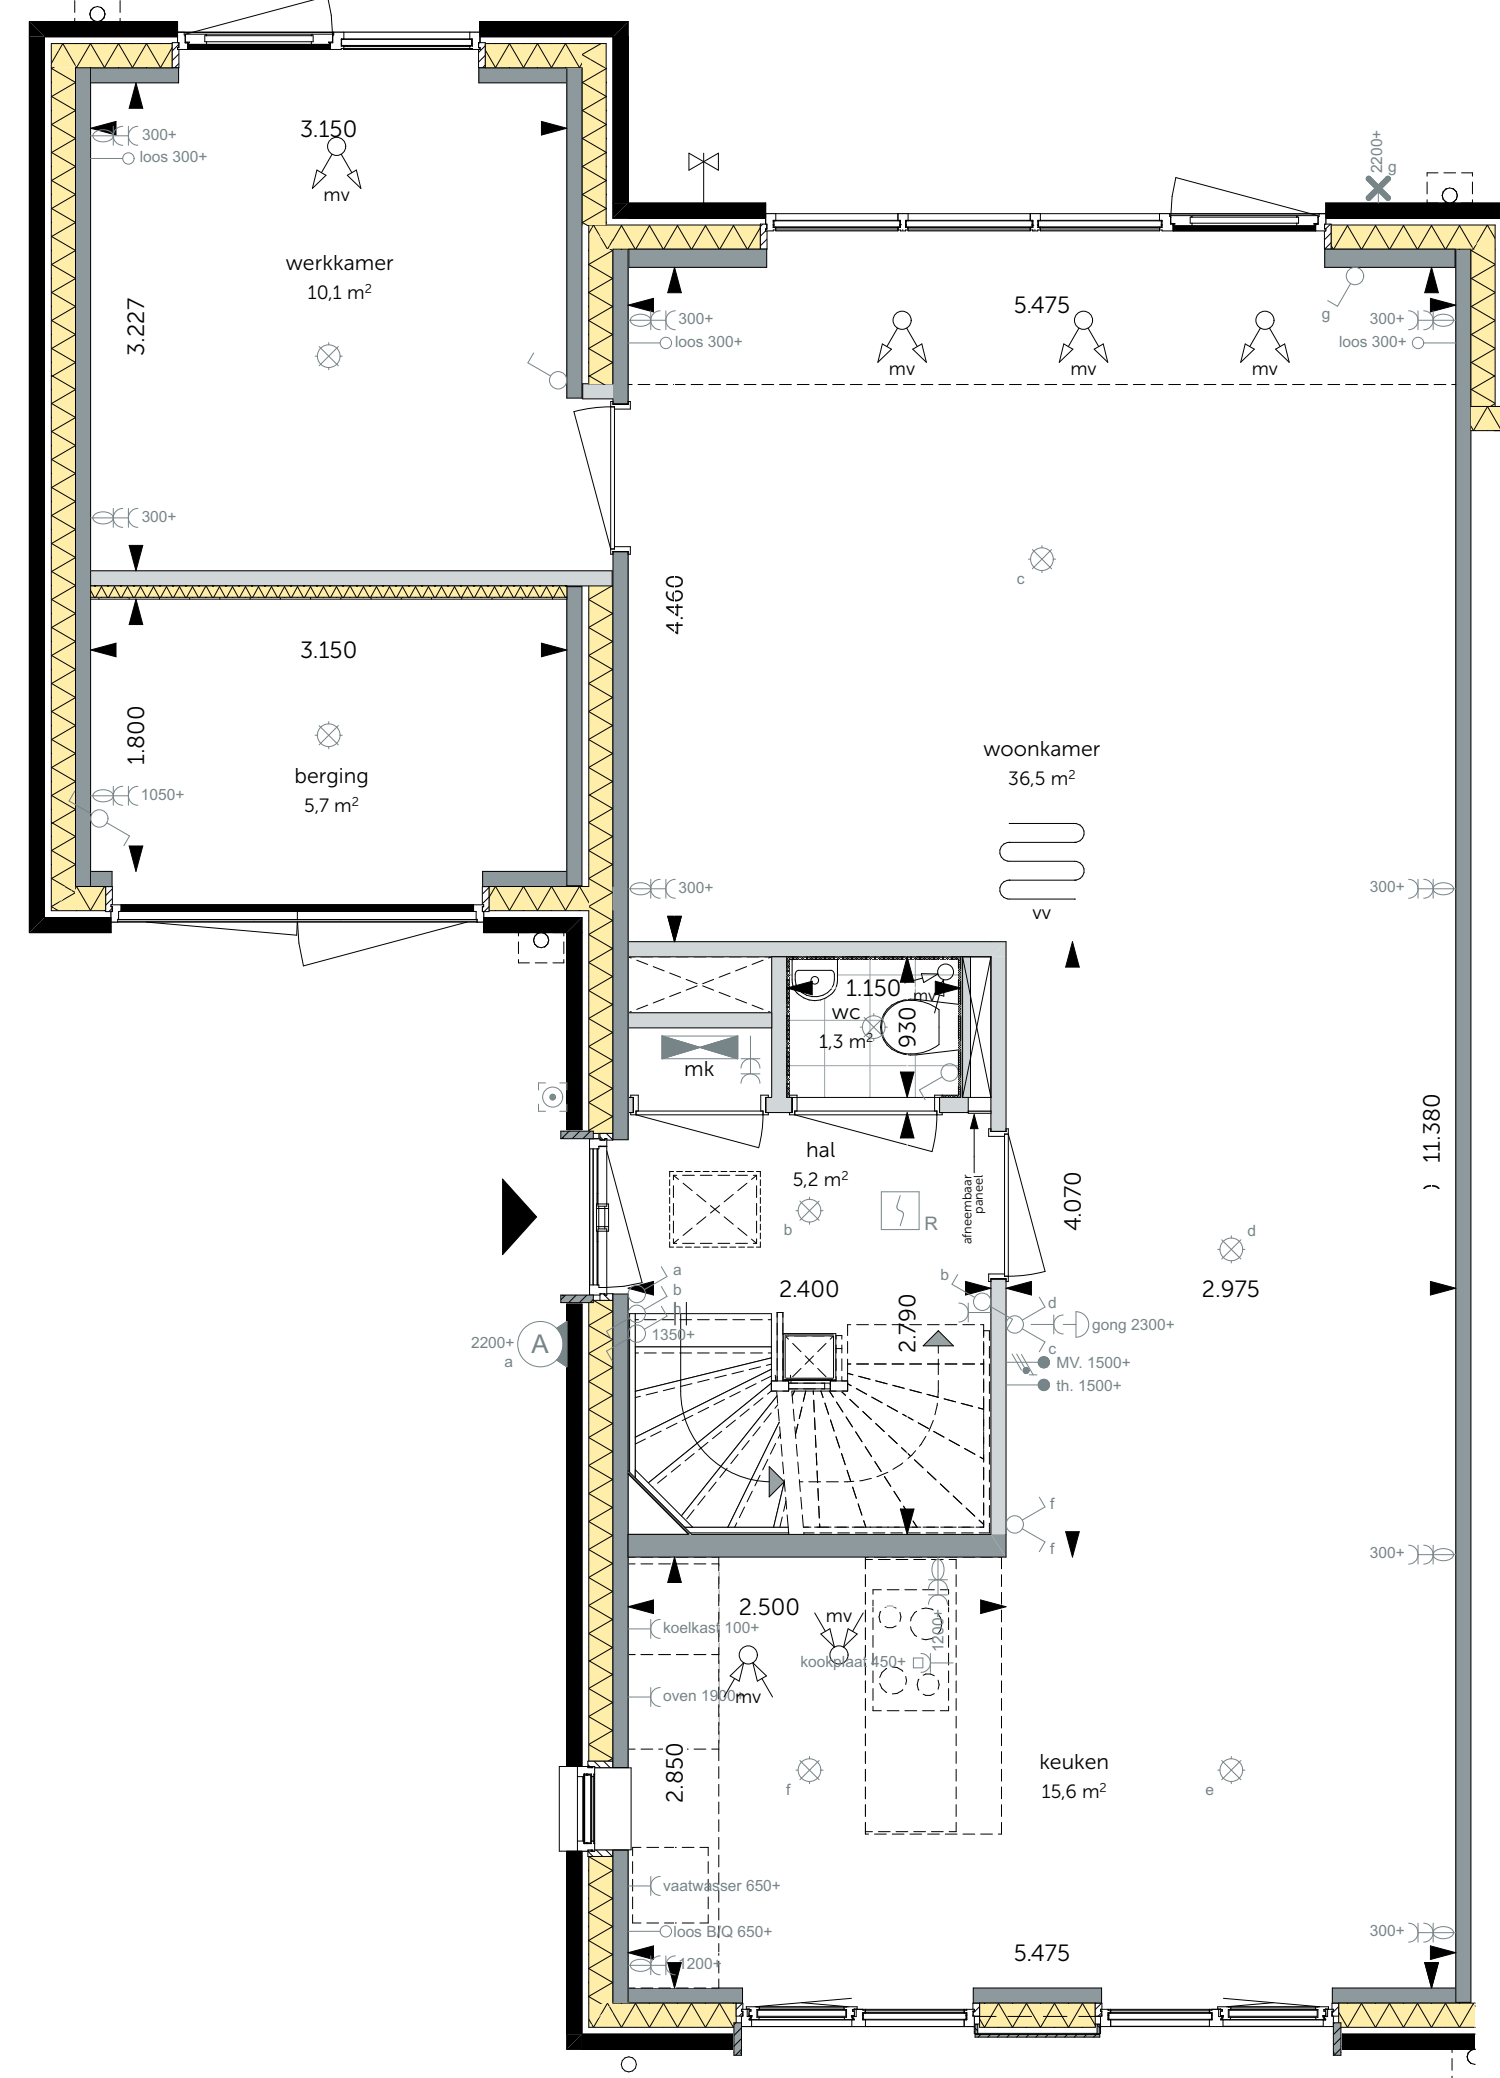 3.150
300+
loos 300+
mv
werkkamer
10,1 m²
3.227
300+
2200+
g
5.475
300+
loos 300+
mv
mv
mv
g
300+
loos 300+
c
4.460
3.150
1.800
berging
5,7 m²
1050+
woonkamer
36,5 m²
vv
300+
300+
1.150
mv
wc
1,3 m²
930
mk
hal
5,2 m²
b
R
afneembaar
paneel
4.070
11.380
d
2.400
2.790
2.975
a
b
h
1350+
b
d
c
gong 2300+
MV. 1500+
th. 1500+
2200+
a
A
f
f
300+
2.500
koelkast 100+
mv
1200+
kookplaat 450+
oven 1900+
mv
2.850
keuken
15,6 m²
f
e
vaatwasser 650+
loos B/Q 650+
1200+
5.475
300+